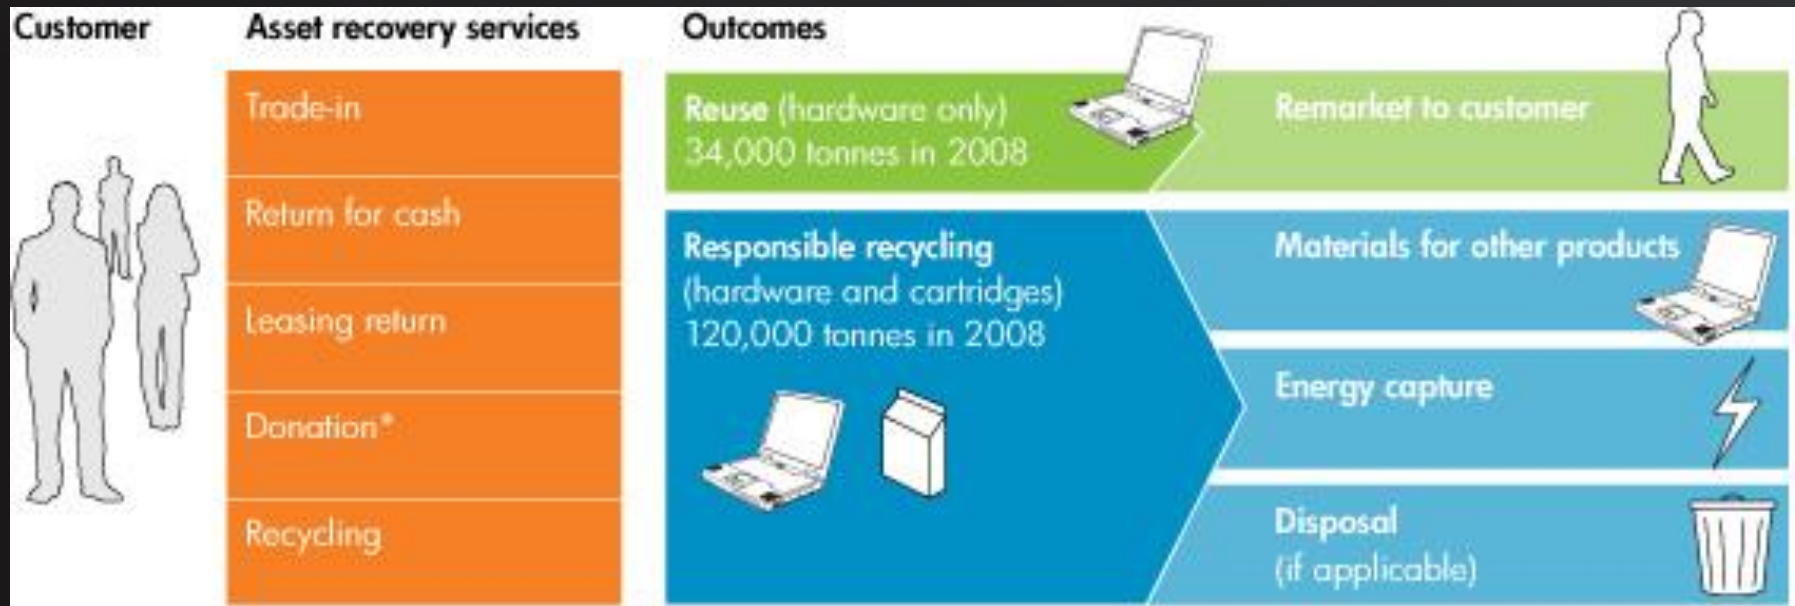 Customer
Asset recovery services
Outcomes
Trade-in
Return for cash
Leasing return
Donation*
Recycling
Reuse (hardware only)
34,000 tonnes in 2008
Remarket to customer
Responsible recycling
(hardware and cartridges)
120,000 tonnes in 2008
Materials for other products
Energy capture
Disposal
(if applicable)